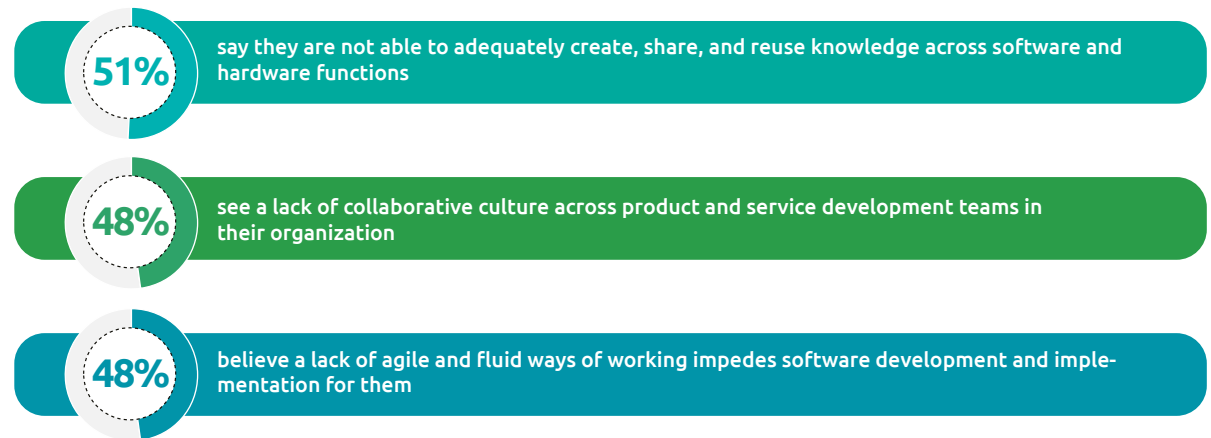 51%
say they are not able to adequately create, share, and reuse knowledge across software and
hardware functions
48%
see a lack of collaborative culture across product and service development teams in
their organization
48%
believe a lack of agile and fluid ways of working impedes software development and imple-
mentation for them